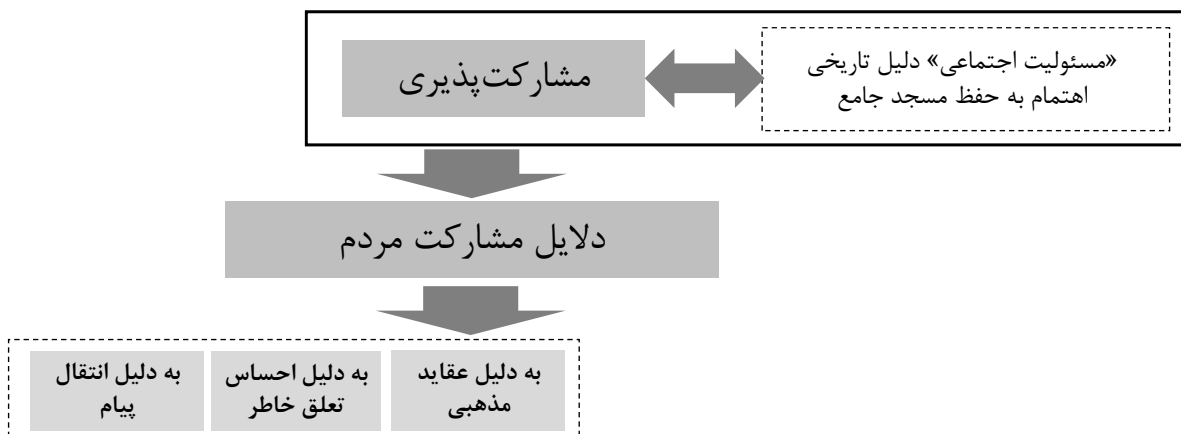 «مسئولیت اجتماعی» دلیل تاریخی
اهتمام به حفظ مسجد جامع
مشارکت‌پذیری
دلایل مشارکت مردم
به دلیل عقاید
مذهبی
به دلیل احساس
تعلق خاطر
به دلیل انتقال
پیام